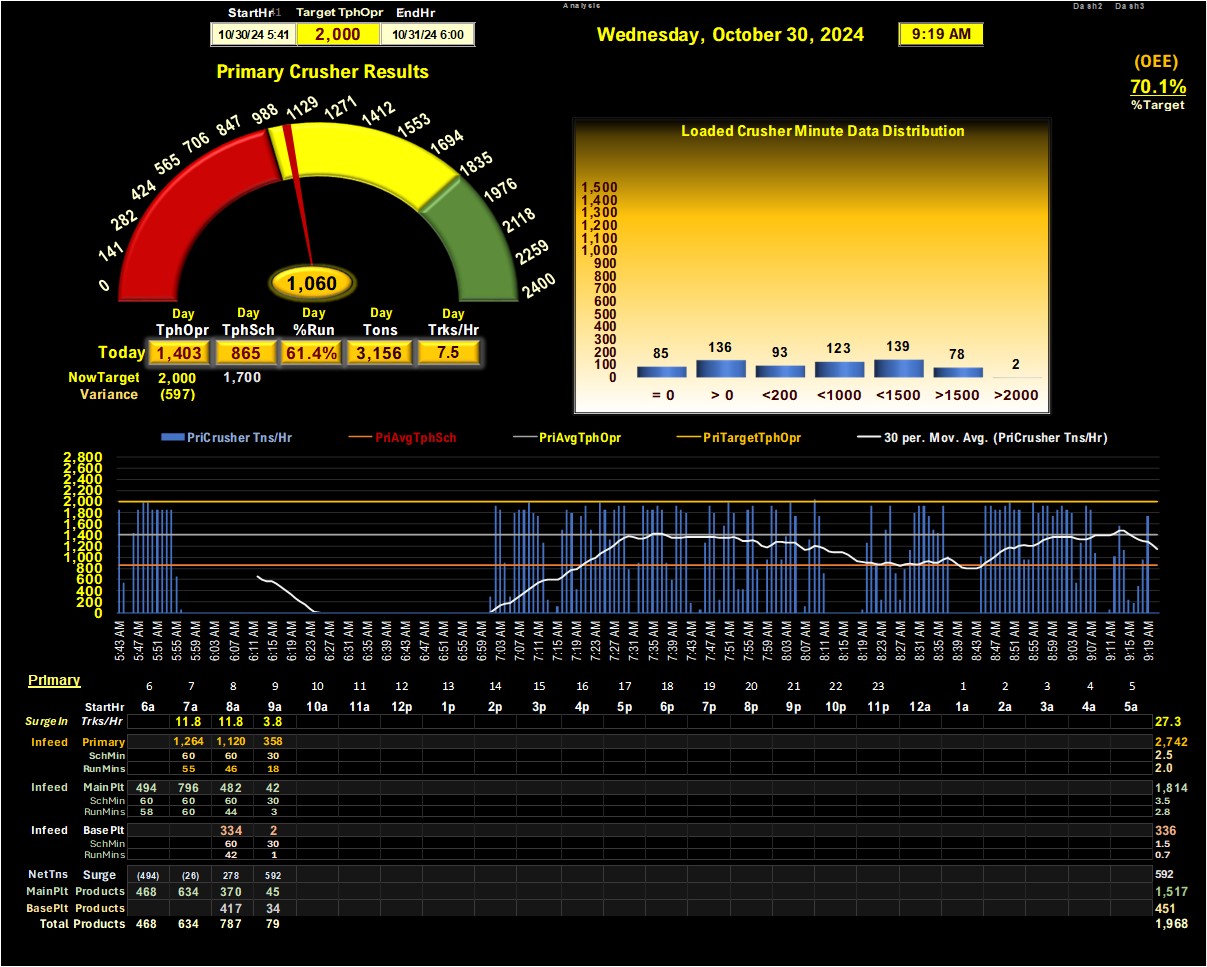 Analysis
Dash2 Dash3
StartHr Target TphOpr EndHr
10/30/24 5:41 2,000 10/31/24 6:00
Wednesday, October 30, 2024 9:19 AM
(OEE)
70.1%
%Target
Primary Crusher Results
0 141 282 424 565 706 847 988 1129 1271 1412 1553 1694 1835 1976 2118 2259 2400
1,060
Day Day Day Day Day
TphOpr TphSch %Run Tons Trks/Hr
Today 1,403 865 61.4% 3,156 7.5
NowTarget 2,000 1,700
Variance (597)
Loaded Crusher Minute Data Distribution
1,500
1,400
1,300
1,200
1,100
1,000
900
800
700
600
500
400
300
200
100
0
85 136 93 123 139 78 2
= 0 > 0 <200 <1000 <1500 >1500 >2000
PriCrusher Tns/Hr PriAvgTphSch PriAvgTphOpr PriTargetTphOpr 30 per. Mov. Avg. (PriCrusher Tns/Hr)
2,800
2,600
2,400
2,200
2,000
1,800
1,600
1,400
1,200
1,000
800
600
400
200
0
5:43 AM 5:47 AM 5:51 AM 5:55 AM 5:59 AM 6:03 AM 6:07 AM 6:11 AM 6:15 AM 6:19 AM 6:23 AM 6:27 AM 6:31 AM 6:35 AM 6:39 AM 6:43 AM 6:47 AM 6:51 AM 6:55 AM 6:59 AM 7:03 AM 7:07 AM 7:11 AM 7:15 AM 7:19 AM 7:23 AM 7:27 AM 7:31 AM 7:35 AM 7:39 AM 7:43 AM 7:47 AM 7:51 AM 7:55 AM 7:59 AM 8:03 AM 8:07 AM 8:11 AM 8:15 AM 8:19 AM 8:23 AM 8:27 AM 8:31 AM 8:35 AM 8:39 AM 8:43 AM 8:47 AM 8:51 AM 8:55 AM 8:59 AM 9:03 AM 9:07 AM 9:11 AM 9:15 AM 9:19 AM
Primary
6 7 8 9 10 11 12 13 14 15 16 17 18 19 20 21 22 23 1 2 3 4 5
StartHr 6a 7a 8a 9a 10a 11a 12p 1p 2p 3p 4p 5p 6p 7p 8p 9p 10p 11p 12a 1a 2a 3a 4a 5a
SurgeIn Trks/Hr 11.8 11.8 3.8 27.3
Infeed Primary 1,264 1,120 358 2,742
SchMin 60 60 30 2.5
RunMins 55 46 18 2.0
Infeed MainPlt 494 796 482 42 1,814
SchMin 60 60 60 30 3.5
RunMins 58 60 44 3 2.8
Infeed Base Plt 334 2 336
SchMin 60 30 1.5
RunMins 42 1 0.7
NetTns Surge (494) (26) 278 592 592
MainPlt Products 468 634 370 45 1,517
BasePlt Products 417 34 451
Total Products 468 634 787 79 1,968